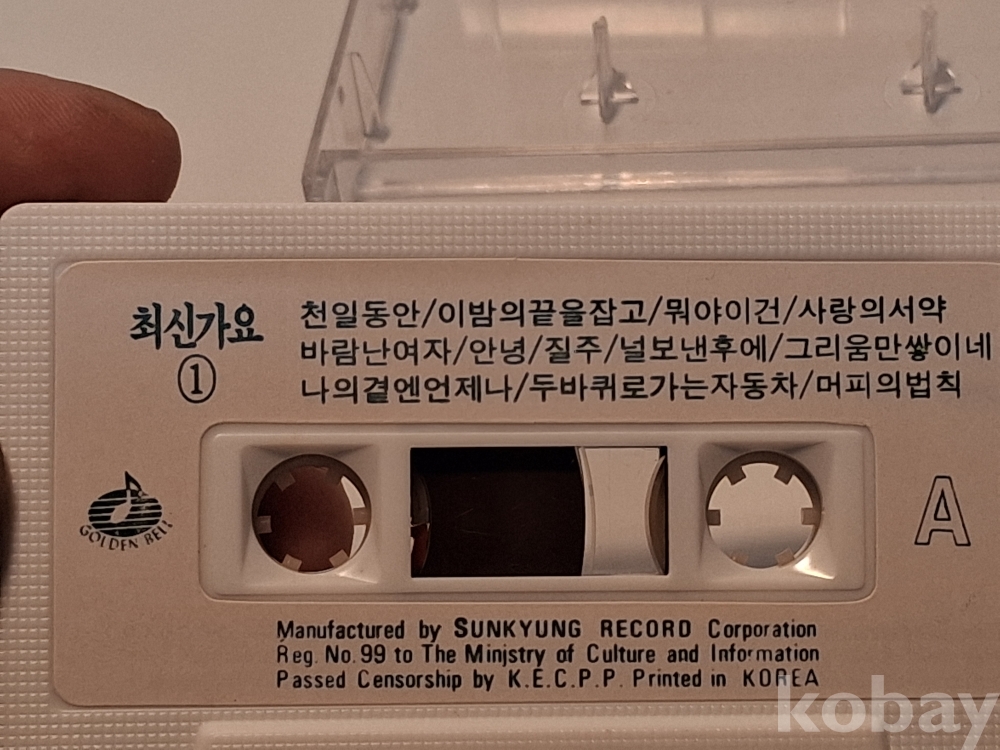 최신가요
①
천일동안/이밤의끝을잡고/뭐야이건/사랑의서약
바람난여자/안녕/질주/널보낸후에/그리움만쌓이네
나의곁엔언제나/두바퀴로가는자동차/머피의법칙
GOLDEN BELL
A
Manufactured by SUNKYUNG RECORD Corporation
Reg. No. 99 to The Minjstry of Culture and Information
Passed Censorship by K.E.C.P.P. Printed in KOREA
kobay